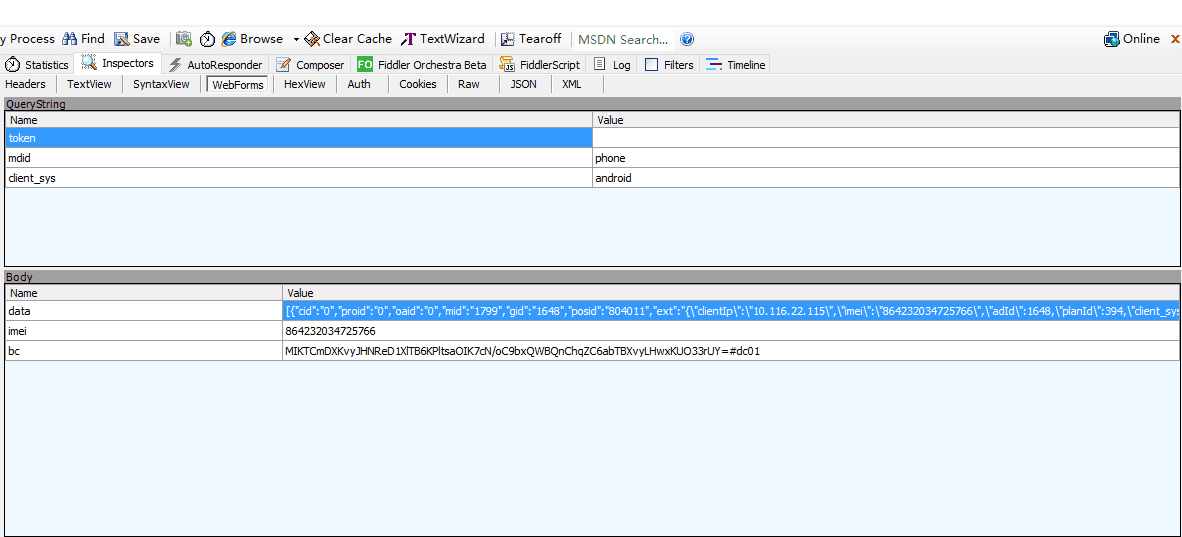 y Process Find Save Browse Clear Cache TextWizard Tearoff MSDN Search... Online x
Statistics Inspectors AutoResponder Composer FO Fiddler Orchestra Beta FiddlerScript Log Filters Timeline
Headers TextView SyntaxView WebForms HexView Auth Cookies Raw JSON XML
QueryString
Name Value
token
mdid phone
client_sys android
Body
Name Value
data [{"cid":"0","proid":"0","oaid":"0","mid":"1799","gid":"1648","posid":"804011","ext":"{\"clientIp\":\"10.116.22.115\",\"imei\":\"864232034725766\",\"adId\":1648,\"planId\":394,\"client_sys
imei 864232034725766
bc MIKTCmDXKvyJHNReD1XlTB6KPltsaOIK7cN/oC9bxQWBQnChqZC6abTBXvyLHwxKUO33rUY=#dc01